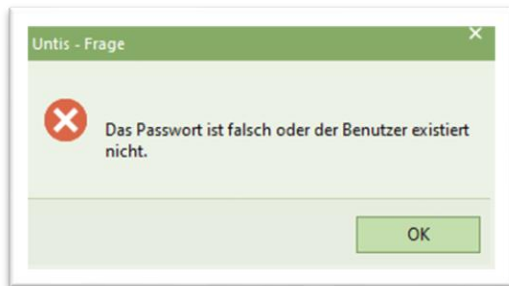 Untis - Frage
Das Passwort ist falsch oder der Benutzer existiert
nicht.
OK